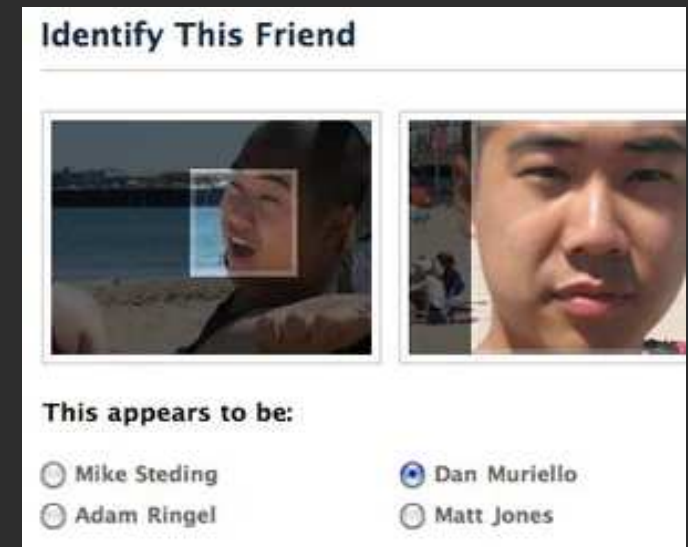 Identify This Friend
This appears to be:
Mike Steding
Dan Muriello
Adam Ringel
Matt Jones